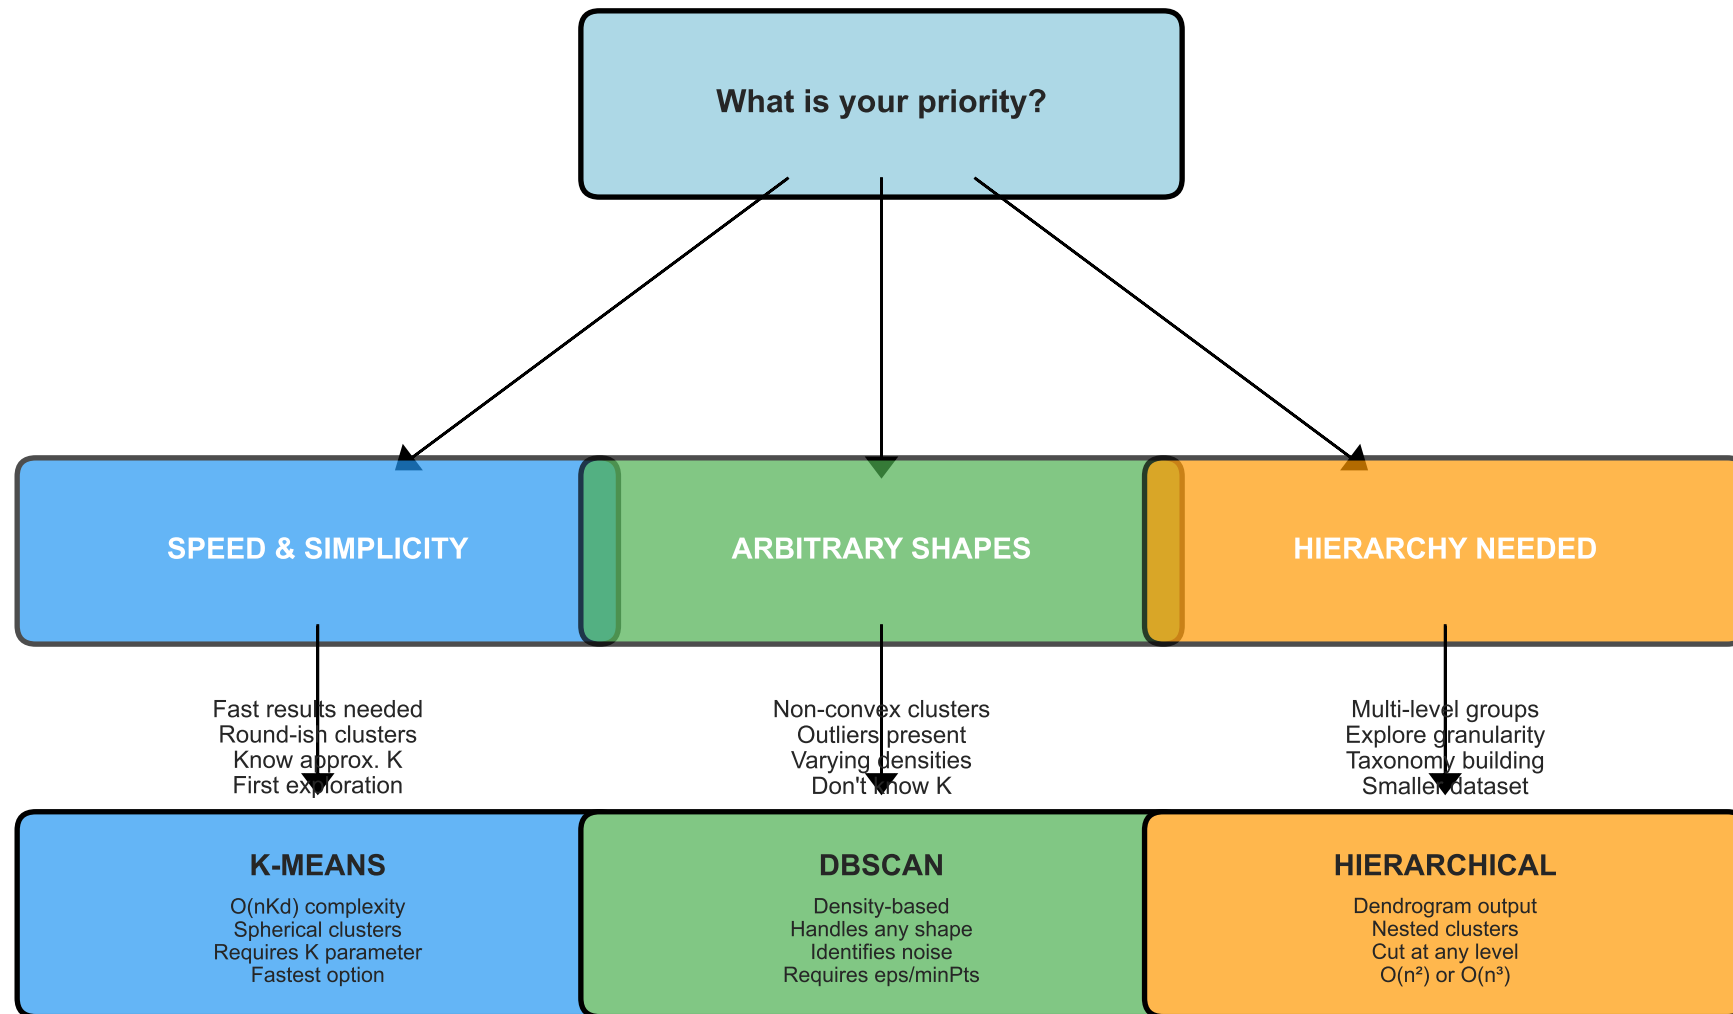 What is your priority?
SPEED & SIMPLICITY
ARBITRARY SHAPES
HIERARCHY NEEDED
Fast results needed
Round-ish clusters
Know approx. K
First exploration
Non-convex clusters
Outliers present
Varying densities
Don't know K
Multi-level groups
Explore granularity
Taxonomy building
Smaller dataset
K-MEANS
O(nKd) complexity
Spherical clusters
Requires K parameter
Fastest option
DBSCAN
Density-based
Handles any shape
Identifies noise
Requires eps/minPts
HIERARCHICAL
Dendrogram output
Nested clusters
Cut at any level
O(n²) or O(n³)